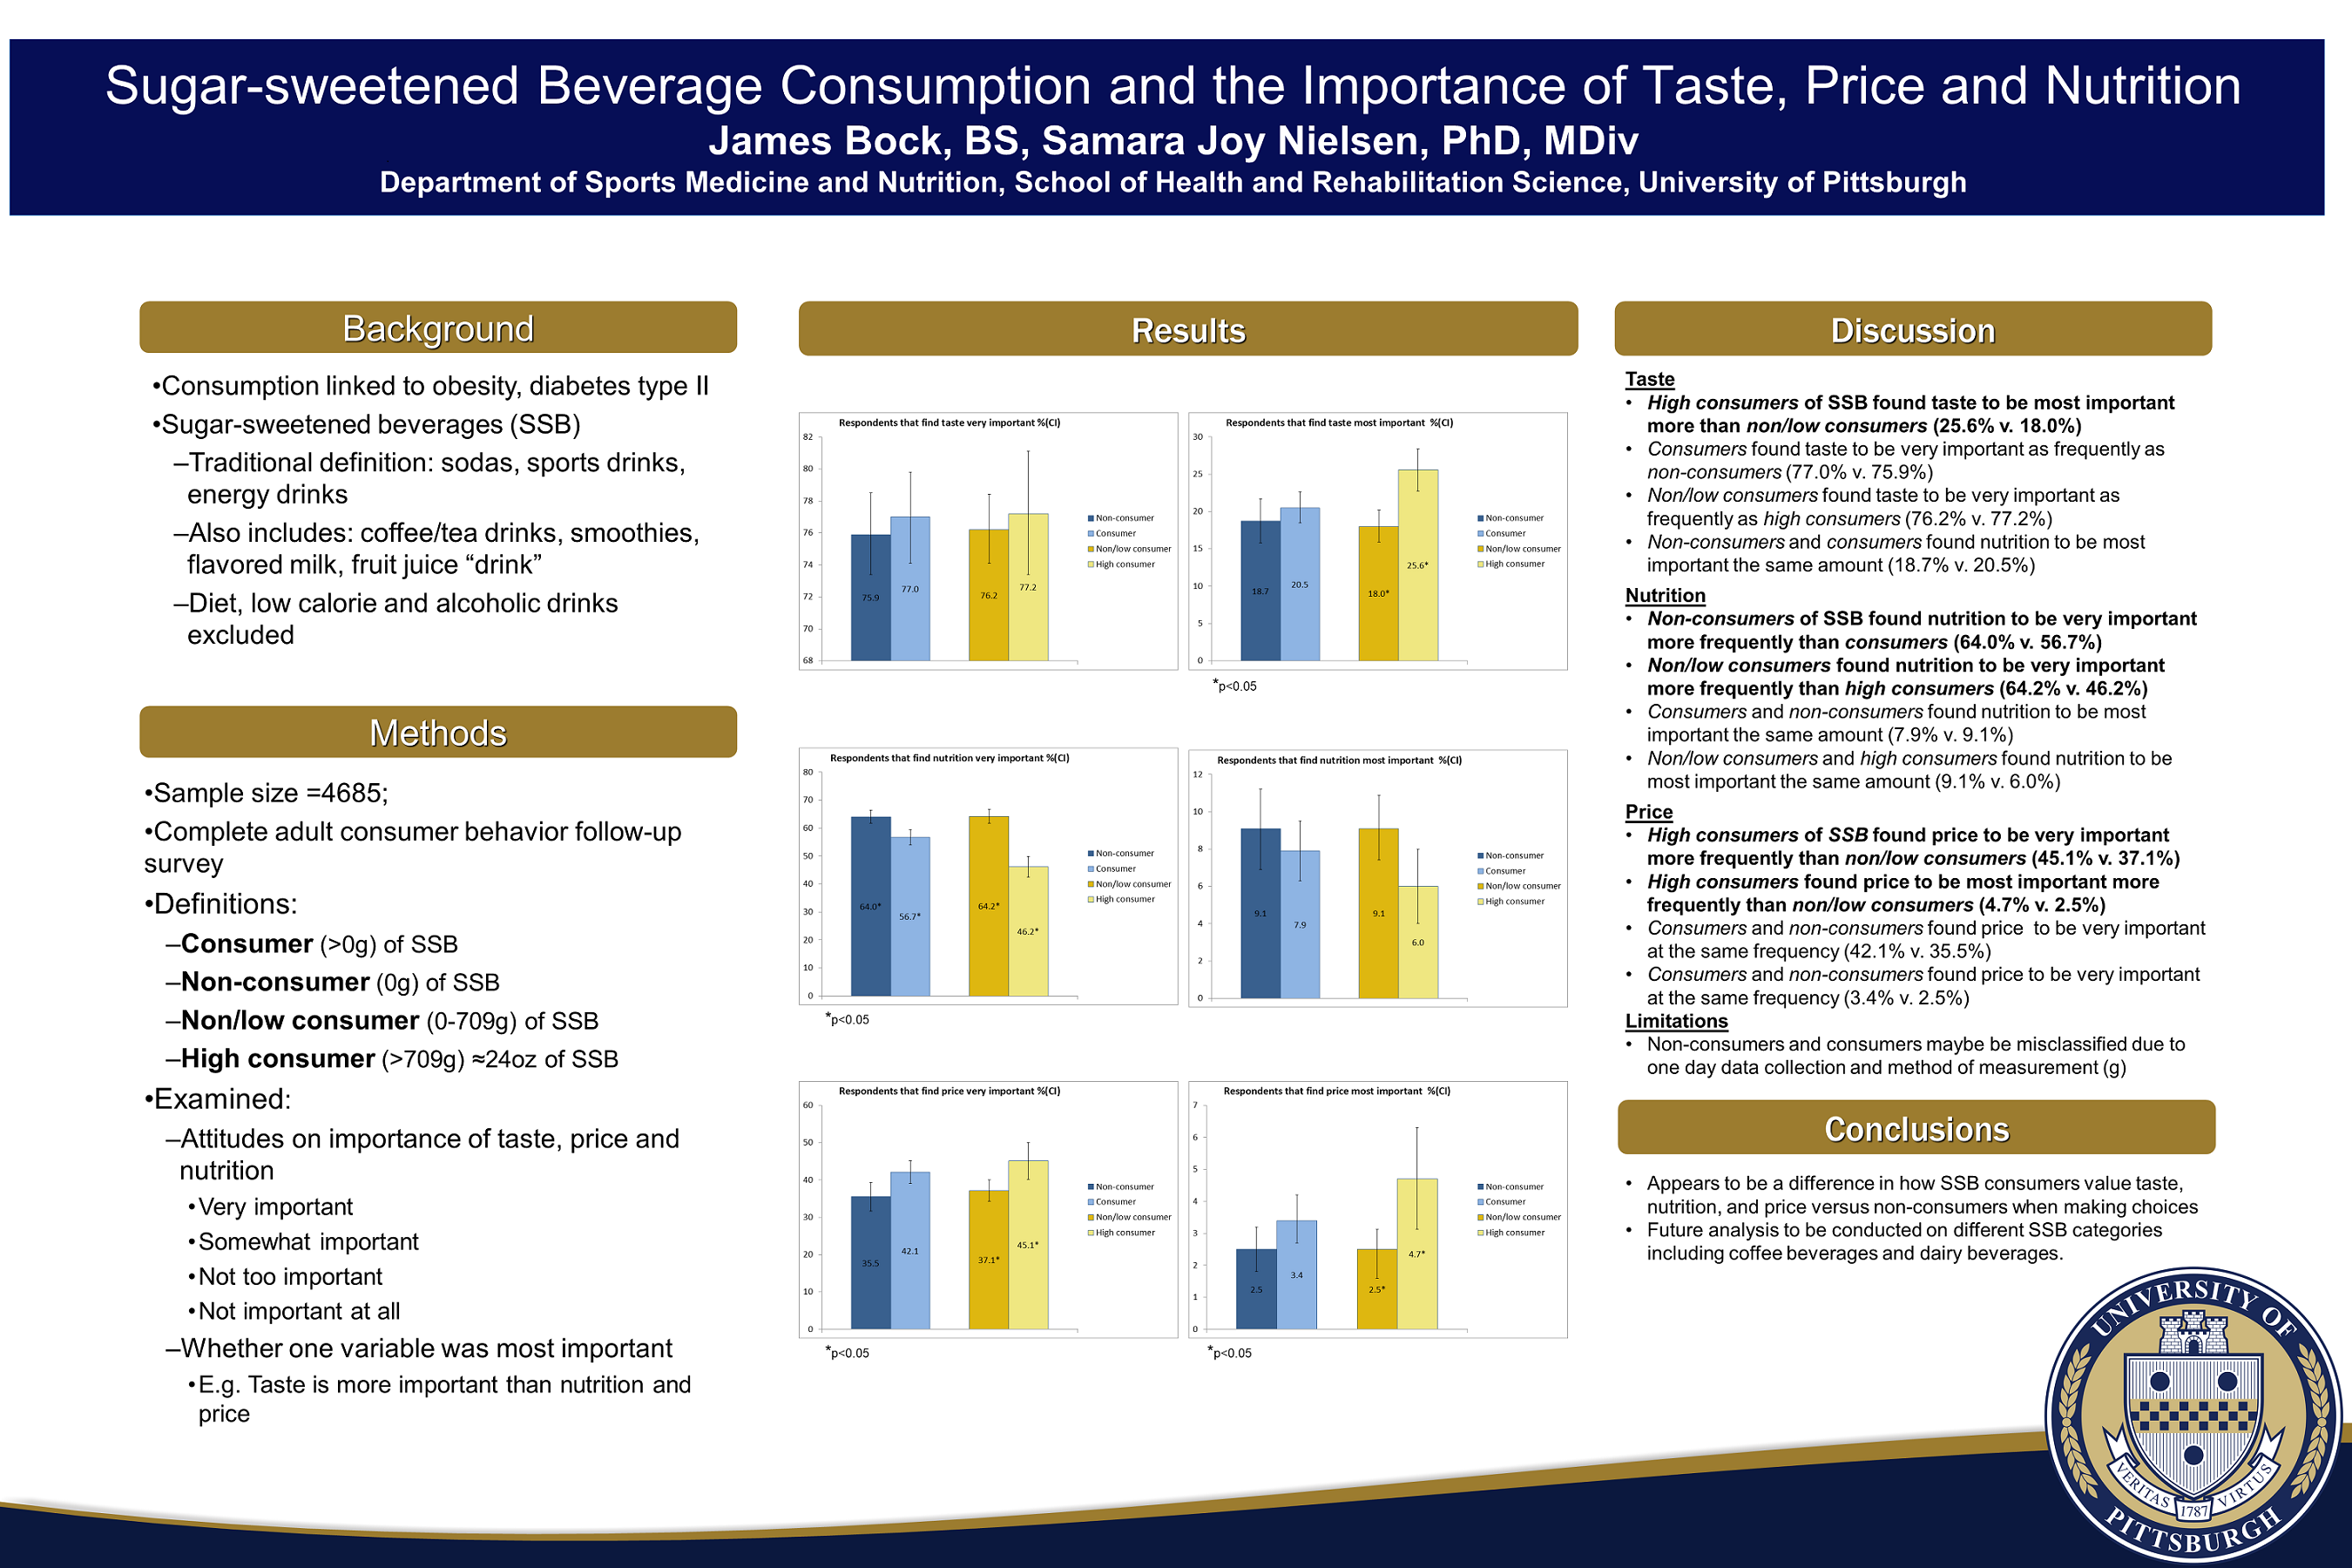 Sugar-sweetened Beverage Consumption and the Importance of Taste, Price and Nutrition
James Bock, BS, Samara Joy Nielsen, PhD, MDiv
Department of Sports Medicine and Nutrition, School of Health and Rehabilitation Science, University of Pittsburgh
Background
•Consumption linked to obesity, diabetes type II
•Sugar-sweetened beverages (SSB)
–Traditional definition: sodas, sports drinks,
energy drinks
–Also includes: coffee/tea drinks, smoothies,
flavored milk, fruit juice “drink”
–Diet, low calorie and alcoholic drinks
excluded
Methods
•Sample size =4685;
•Complete adult consumer behavior follow-up
survey
•Definitions:
–Consumer (>0g) of SSB
–Non-consumer (0g) of SSB
–Non/low consumer (0-709g) of SSB
–High consumer (>709g) ≈24oz of SSB
•Examined:
–Attitudes on importance of taste, price and
nutrition
•Very important
•Somewhat important
•Not too important
•Not important at all
–Whether one variable was most important
•E.g. Taste is more important than nutrition and
price
Results
Respondents that find taste very important %(CI)
82
80
78
76
74
72
70
68
75.9
77.0
76.2
77.2
Non-consumer
Consumer
Non/low consumer
High consumer
Respondents that find taste most important %(CI)
30
25
20
15
10
5
0
18.7
20.5
18.0*
25.6*
Non-consumer
Consumer
Non/low consumer
High consumer
*p<0.05
Respondents that find nutrition very important %(CI)
80
70
60
50
40
30
20
10
0
64.0*
56.7*
64.2*
46.2*
Non-consumer
Consumer
Non/low consumer
High consumer
*p<0.05
Respondents that find nutrition most important %(CI)
12
10
8
6
4
2
0
9.1
7.9
9.1
6.0
Non-consumer
Consumer
Non/low consumer
High consumer
Respondents that find price very important %(CI)
60
50
40
30
20
10
0
35.5
42.1
37.1*
45.1*
Non-consumer
Consumer
Non/low consumer
High consumer
*p<0.05
Respondents that find price most important %(CI)
7
6
5
4
3
2
1
0
2.5
3.4
2.5*
4.7*
Non-consumer
Consumer
Non/low consumer
High consumer
*p<0.05
Discussion
Taste
• High consumers of SSB found taste to be most important
more than non/low consumers (25.6% v. 18.0%)
• Consumers found taste to be very important as frequently as
non-consumers (77.0% v. 75.9%)
• Non/low consumers found taste to be very important as
frequently as high consumers (76.2% v. 77.2%)
• Non-consumers and consumers found nutrition to be most
important the same amount (18.7% v. 20.5%)
Nutrition
• Non-consumers of SSB found nutrition to be very important
more frequently than consumers (64.0% v. 56.7%)
• Non/low consumers found nutrition to be very important
more frequently than high consumers (64.2% v. 46.2%)
• Consumers and non-consumers found nutrition to be most
important the same amount (7.9% v. 9.1%)
• Non/low consumers and high consumers found nutrition to be
most important the same amount (9.1% v. 6.0%)
Price
• High consumers of SSB found price to be very important
more frequently than non/low consumers (45.1% v. 37.1%)
• High consumers found price to be most important more
frequently than non/low consumers (4.7% v. 2.5%)
• Consumers and non-consumers found price to be very important
at the same frequency (42.1% v. 35.5%)
• Consumers and non-consumers found price to be very important
at the same frequency (3.4% v. 2.5%)
Limitations
• Non-consumers and consumers maybe be misclassified due to
one day data collection and method of measurement (g)
Conclusions
• Appears to be a difference in how SSB consumers value taste,
nutrition, and price versus non-consumers when making choices
• Future analysis to be conducted on different SSB categories
including coffee beverages and dairy beverages.
UNIVERSITY OF
VERITAS 1787 VIRTUS
PITTSBURGH